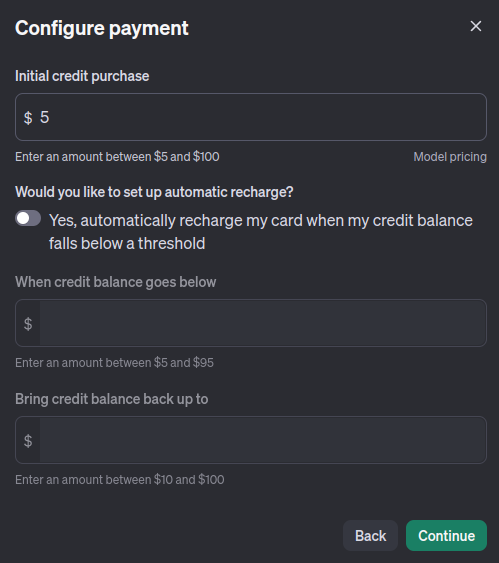 Configure payment
Initial credit purchase
$ 5
Enter an amount between $5 and $100
Model pricing
Would you like to set up automatic recharge?
Yes, automatically recharge my card when my credit balance
falls below a threshold
When credit balance goes below
$
Enter an amount between $5 and $95
Bring credit balance back up to
$
Enter an amount between $10 and $100
Back
Continue